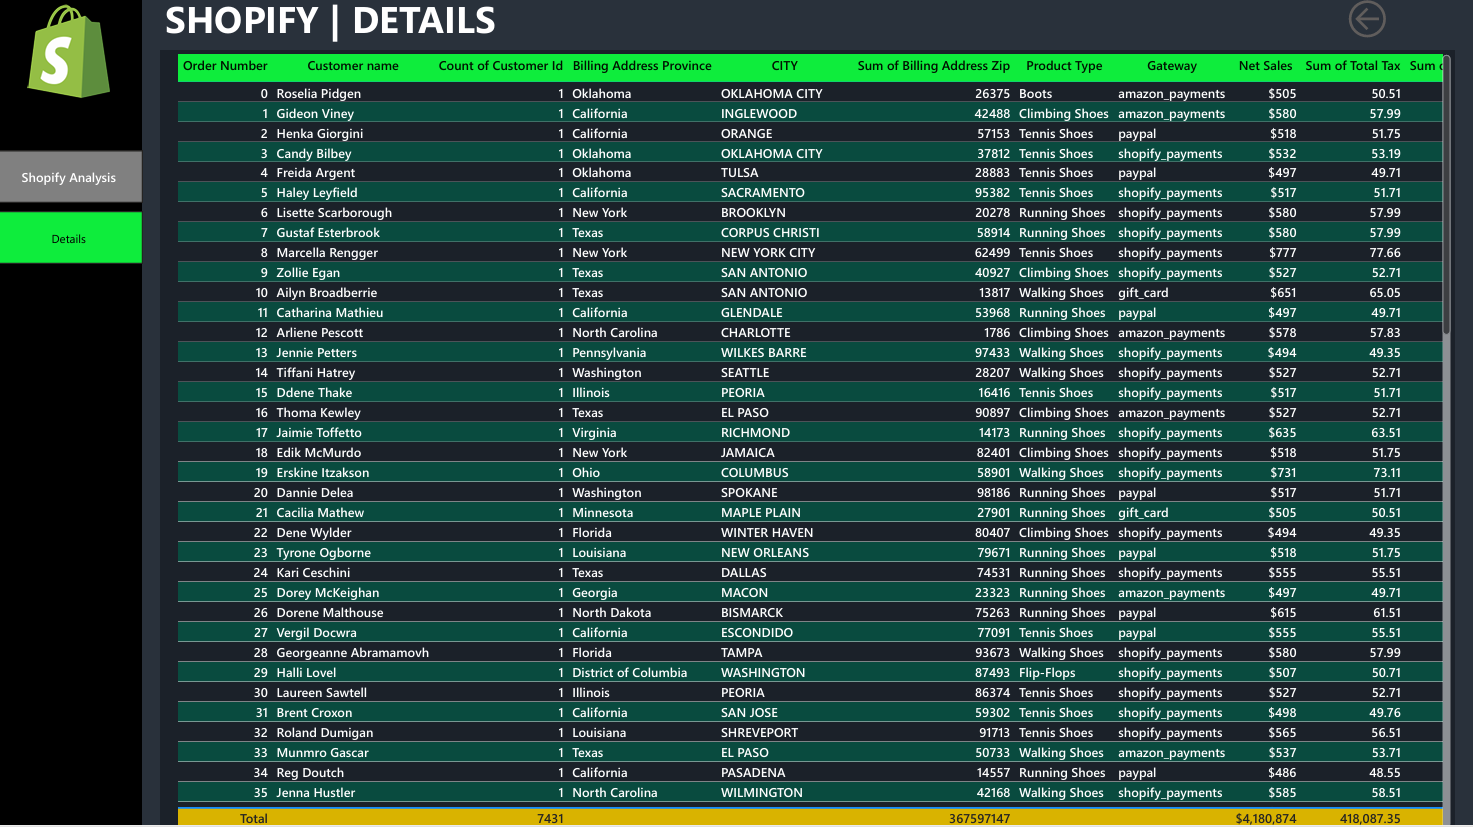 SHOPIFY | DETAILS
S
Shopify Analysis
Details
Order Number Customer name Count of Customer Id Billing Address Province CITY Sum of Billing Address Zip Product Type Gateway Net Sales Sum of Total Tax Sum
0 Roselia Pidgen 1 Oklahoma OKLAHOMA CITY 26375 Boots amazon_payments $505 50.51
1 Gideon Viney 1 California INGLEWOOD 42488 Climbing Shoes amazon_payments $580 57.99
2 Henka Giorgini 1 California ORANGE 57153 Tennis Shoes paypal $518 51.75
3 Candy Bilbey 1 Oklahoma OKLAHOMA CITY 37812 Tennis Shoes shopify_payments $532 53.19
4 Freida Argent 1 Oklahoma TULSA 28883 Tennis Shoes paypal $497 49.71
5 Haley Leyfield 1 California SACRAMENTO 95382 Tennis Shoes shopify_payments $517 51.71
6 Lisette Scarborough 1 New York BROOKLYN 20278 Running Shoes shopify_payments $580 57.99
7 Gustaf Esterbrook 1 Texas CORPUS CHRISTI 58914 Running Shoes shopify_payments $580 57.99
8 Marcella Rengger 1 New York NEW YORK CITY 62499 Tennis Shoes shopify_payments $777 77.66
9 Zollie Egan 1 Texas SAN ANTONIO 40927 Climbing Shoes shopify_payments $527 52.71
10 Ailyn Broadberrie 1 Texas SAN ANTONIO 13817 Walking Shoes gift_card $651 65.05
11 Catharina Mathieu 1 California GLENDALE 53968 Running Shoes paypal $497 49.71
12 Arliene Pescott 1 North Carolina CHARLOTTE 1786 Climbing Shoes amazon_payments $578 57.83
13 Jennie Petters 1 Pennsylvania WILKES BARRE 97433 Walking Shoes shopify_payments $494 49.35
14 Tiffani Hatrey 1 Washington SEATTLE 28207 Walking Shoes shopify_payments $527 52.71
15 Ddene Thake 1 Illinois PEORIA 16416 Tennis Shoes shopify_payments $517 51.71
16 Thoma Kewley 1 Texas EL PASO 90897 Climbing Shoes amazon_payments $527 52.71
17 Jaimie Toffetto 1 Virginia RICHMOND 14173 Running Shoes shopify_payments $635 63.51
18 Edik McMurdo 1 New York JAMAICA 82401 Climbing Shoes shopify_payments $518 51.75
19 Erskine Itzakson 1 Ohio COLUMBUS 58901 Walking Shoes shopify_payments $731 73.11
20 Dannie Delea 1 Washington SPOKANE 98186 Running Shoes paypal $517 51.71
21 Cacilia Mathew 1 Minnesota MAPLE PLAIN 27901 Running Shoes gift_card $505 50.51
22 Dene Wylder 1 Florida WINTER HAVEN 80407 Climbing Shoes shopify_payments $494 49.35
23 Tyrone Ogborne 1 Louisiana NEW ORLEANS 79671 Running Shoes paypal $518 51.75
24 Kari Ceschini 1 Texas DALLAS 74531 Running Shoes shopify_payments $555 55.51
25 Dorey McKeighan 1 Georgia MACON 23323 Running Shoes amazon_payments $497 49.71
26 Dorene Malthouse 1 North Dakota BISMARCK 75263 Running Shoes paypal $615 61.51
27 Vergil Docwra 1 California ESCONDIDO 77091 Tennis Shoes paypal $555 55.51
28 Georgeanne Abramamovh 1 Florida TAMPA 93673 Walking Shoes shopify_payments $580 57.99
29 Halli Lovel 1 District of Columbia WASHINGTON 87493 Flip-Flops shopify_payments $507 50.71
30 Laureen Sawtell 1 Illinois PEORIA 86374 Tennis Shoes shopify_payments $527 52.71
31 Brent Croxon 1 California SAN JOSE 59302 Tennis Shoes shopify_payments $498 49.76
32 Roland Dumigan 1 Louisiana SHREVEPORT 91713 Tennis Shoes shopify_payments $565 56.51
33 Munmro Gascar 1 Texas EL PASO 50733 Walking Shoes amazon_payments $537 53.71
34 Reg Doutch 1 California PASADENA 14557 Running Shoes paypal $486 48.55
35 Jenna Hustler 1 North Carolina WILMINGTON 42168 Walking Shoes shopify_payments $585 58.51
Total 7431 367597147 $4,180,874 418,087.35